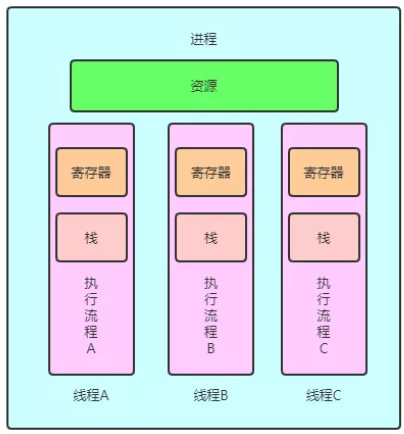 进程
资源
寄存器 寄存器 寄存器
栈 栈 栈
执行流程A 执行流程B 执行流程C
线程A 线程B 线程C